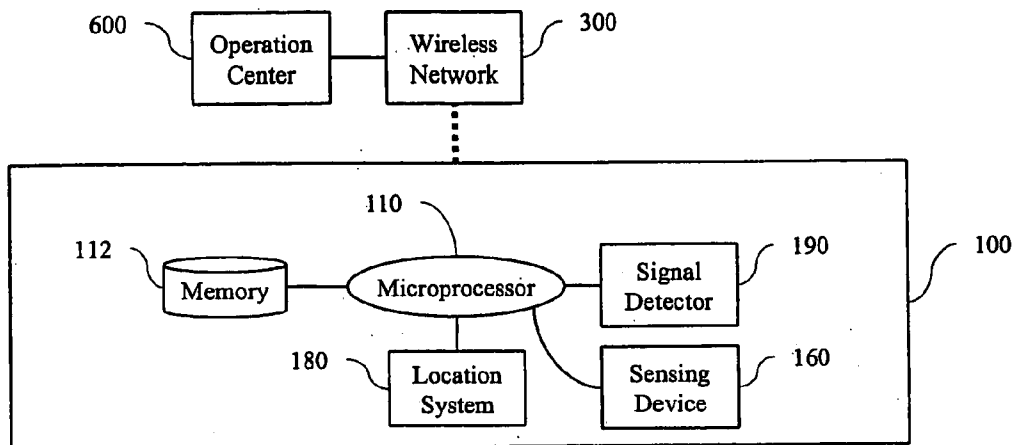 600
Operation
Center
Wireless
Network
300
110
112
Memory
Microprocessor
Signal
Detector
190
100
180
Location
System
Sensing
Device
160